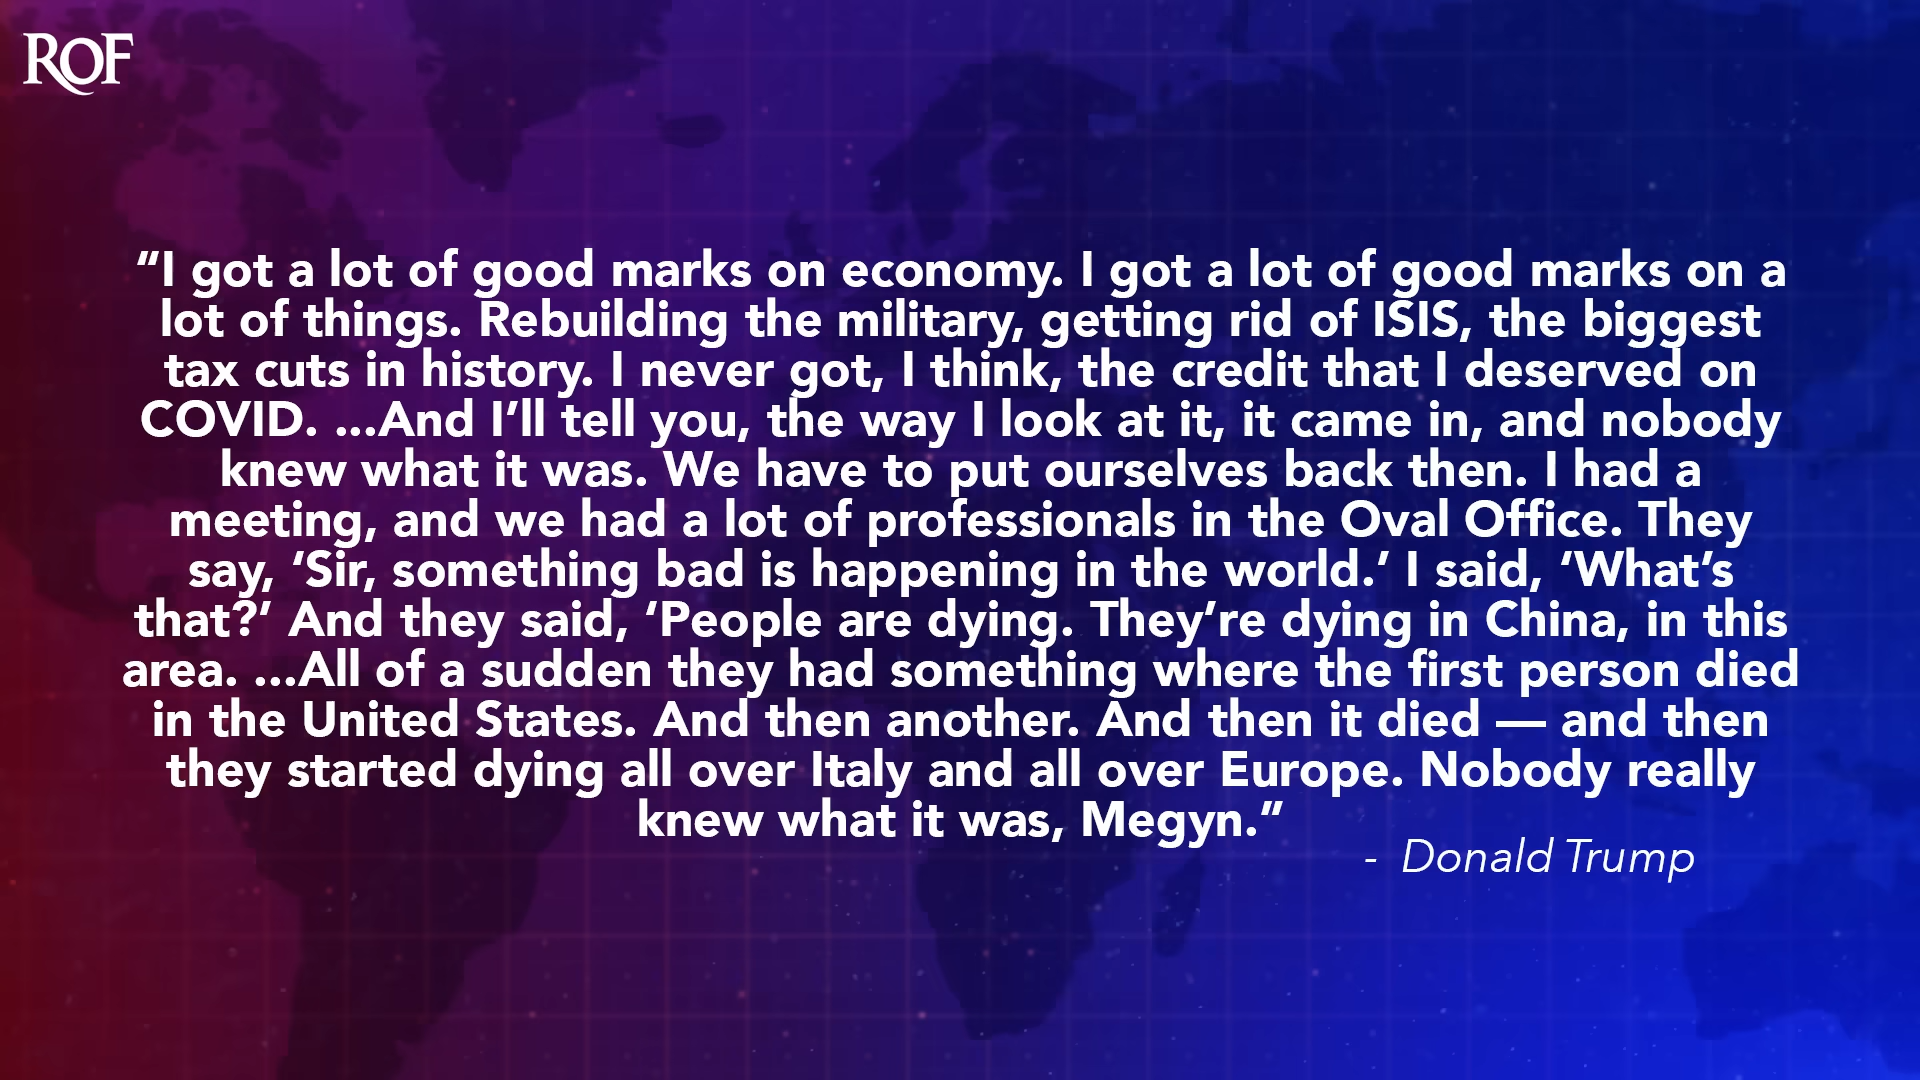 ROF
“I got a lot of good marks on economy. I got a lot of good marks on a
lot of things. Rebuilding the military, getting rid of ISIS, the biggest
tax cuts in history. I never got, I think, the credit that I deserved on
COVID. ...And I’ll tell you, the way I look at it, it came in, and nobody
knew what it was. We have to put ourselves back then. I had a
meeting, and we had a lot of professionals in the Oval Office. They
say, ‘Sir, something bad is happening in the world.’ I said, ‘What’s
that?’ And they said, ‘People are dying. They’re dying in China, in this
area. ...All of a sudden they had something where the first person died
in the United States. And then another. And then it died — and then
they started dying all over Italy and all over Europe. Nobody really
knew what it was, Megyn.”
- Donald Trump